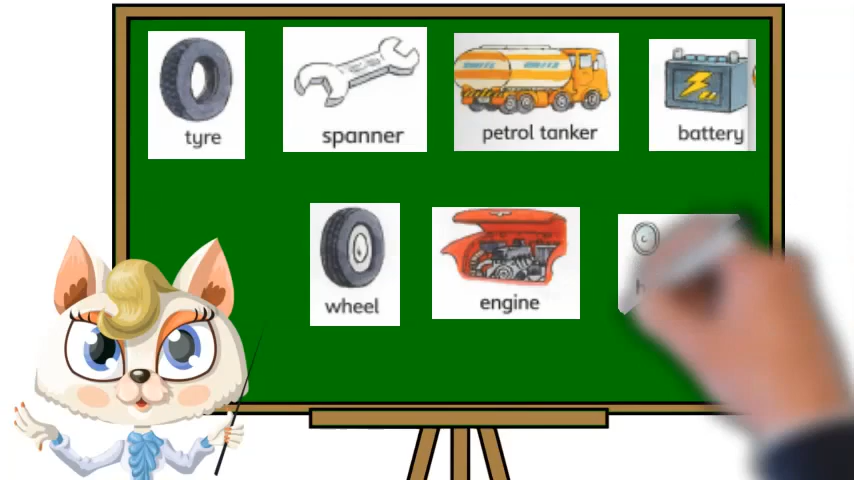 tyre
spanner
petrol tanker
battery
wheel
engine